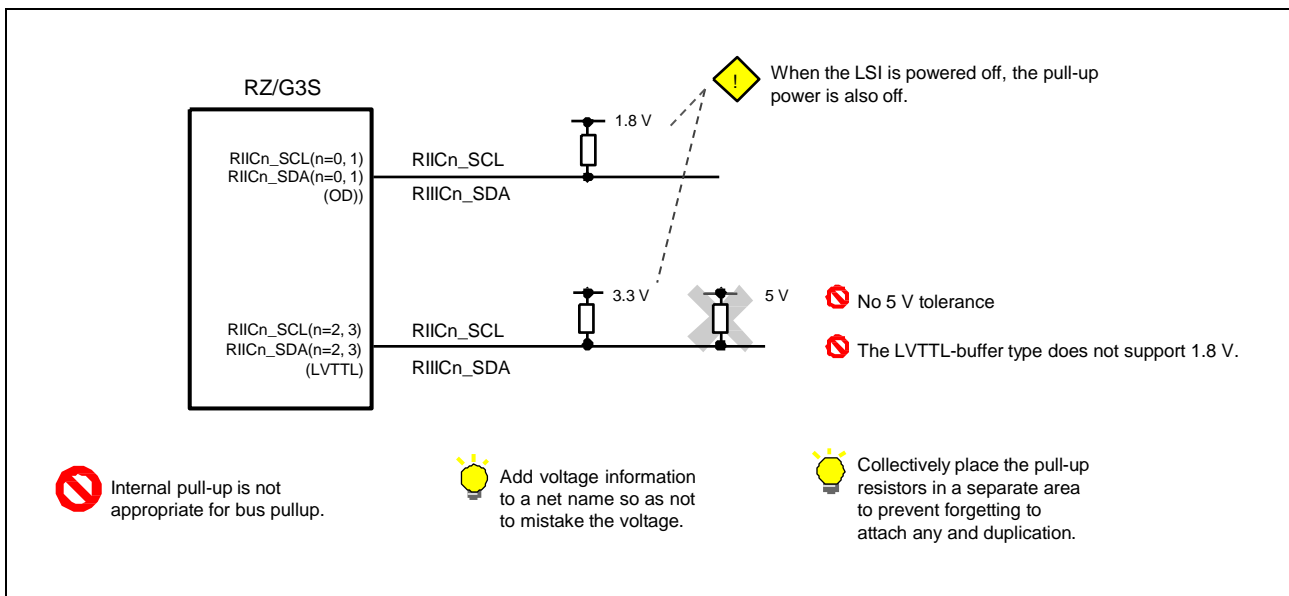 When the LSI is powered off, the pull-up
power is also off.
!
RZ/G3S
1.8 V
RIICn_SCL(n=0, 1)
RIICn_SDA(n=0, 1)
(OD))
RIICn_SCL
RIIICn_SDA
3.3 V
5 V
No 5 V tolerance
RIICn_SCL(n=2, 3)
RIICn_SDA(n=2, 3)
(LVTTL)
RIICn_SCL
RIIICn_SDA
The LVTTL-buffer type does not support 1.8 V.
Internal pull-up is not
appropriate for bus pullup.
Add voltage information
to a net name so as not
to mistake the voltage.
Collectively place the pull-up
resistors in a separate area
to prevent forgetting to
attach any and duplication.